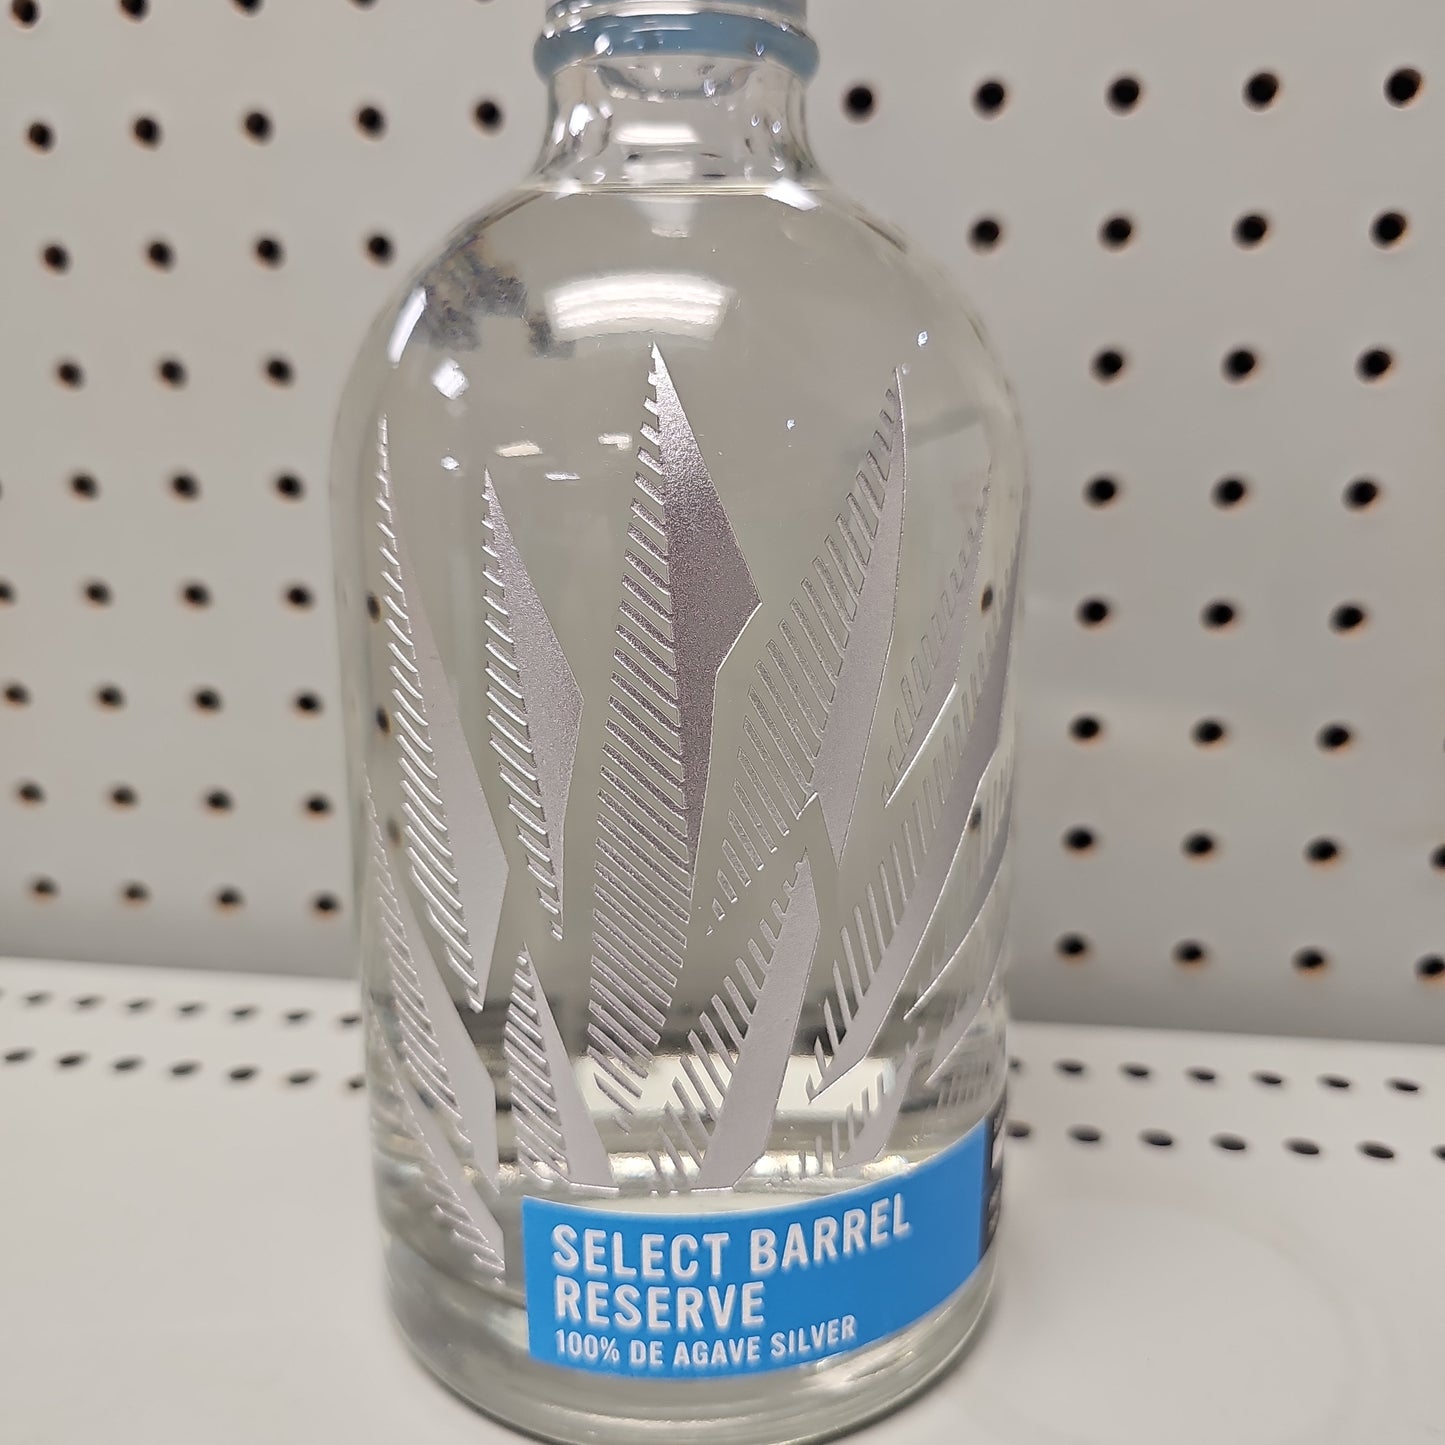 SELECT BARREL
RESERVE
100% DE AGAVE SILVER